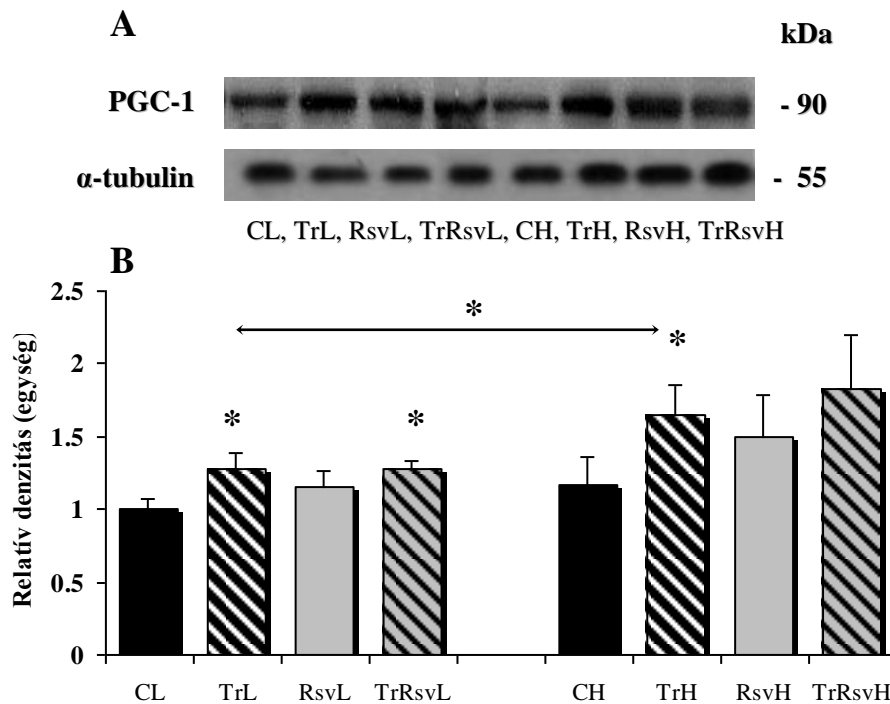 A
kDa
PGC-1
- 90
α-tubulin
- 55
CL, TrL, RsvL, TrRsvL, CH, TrH, RsvH, TrRsvH
B
Relatív denzitás (egység)
2.5
2
1.5
1
0.5
0
*
*
*
*
CL TrL RsvL TrRsvL CH TrH RsvH TrRsvH